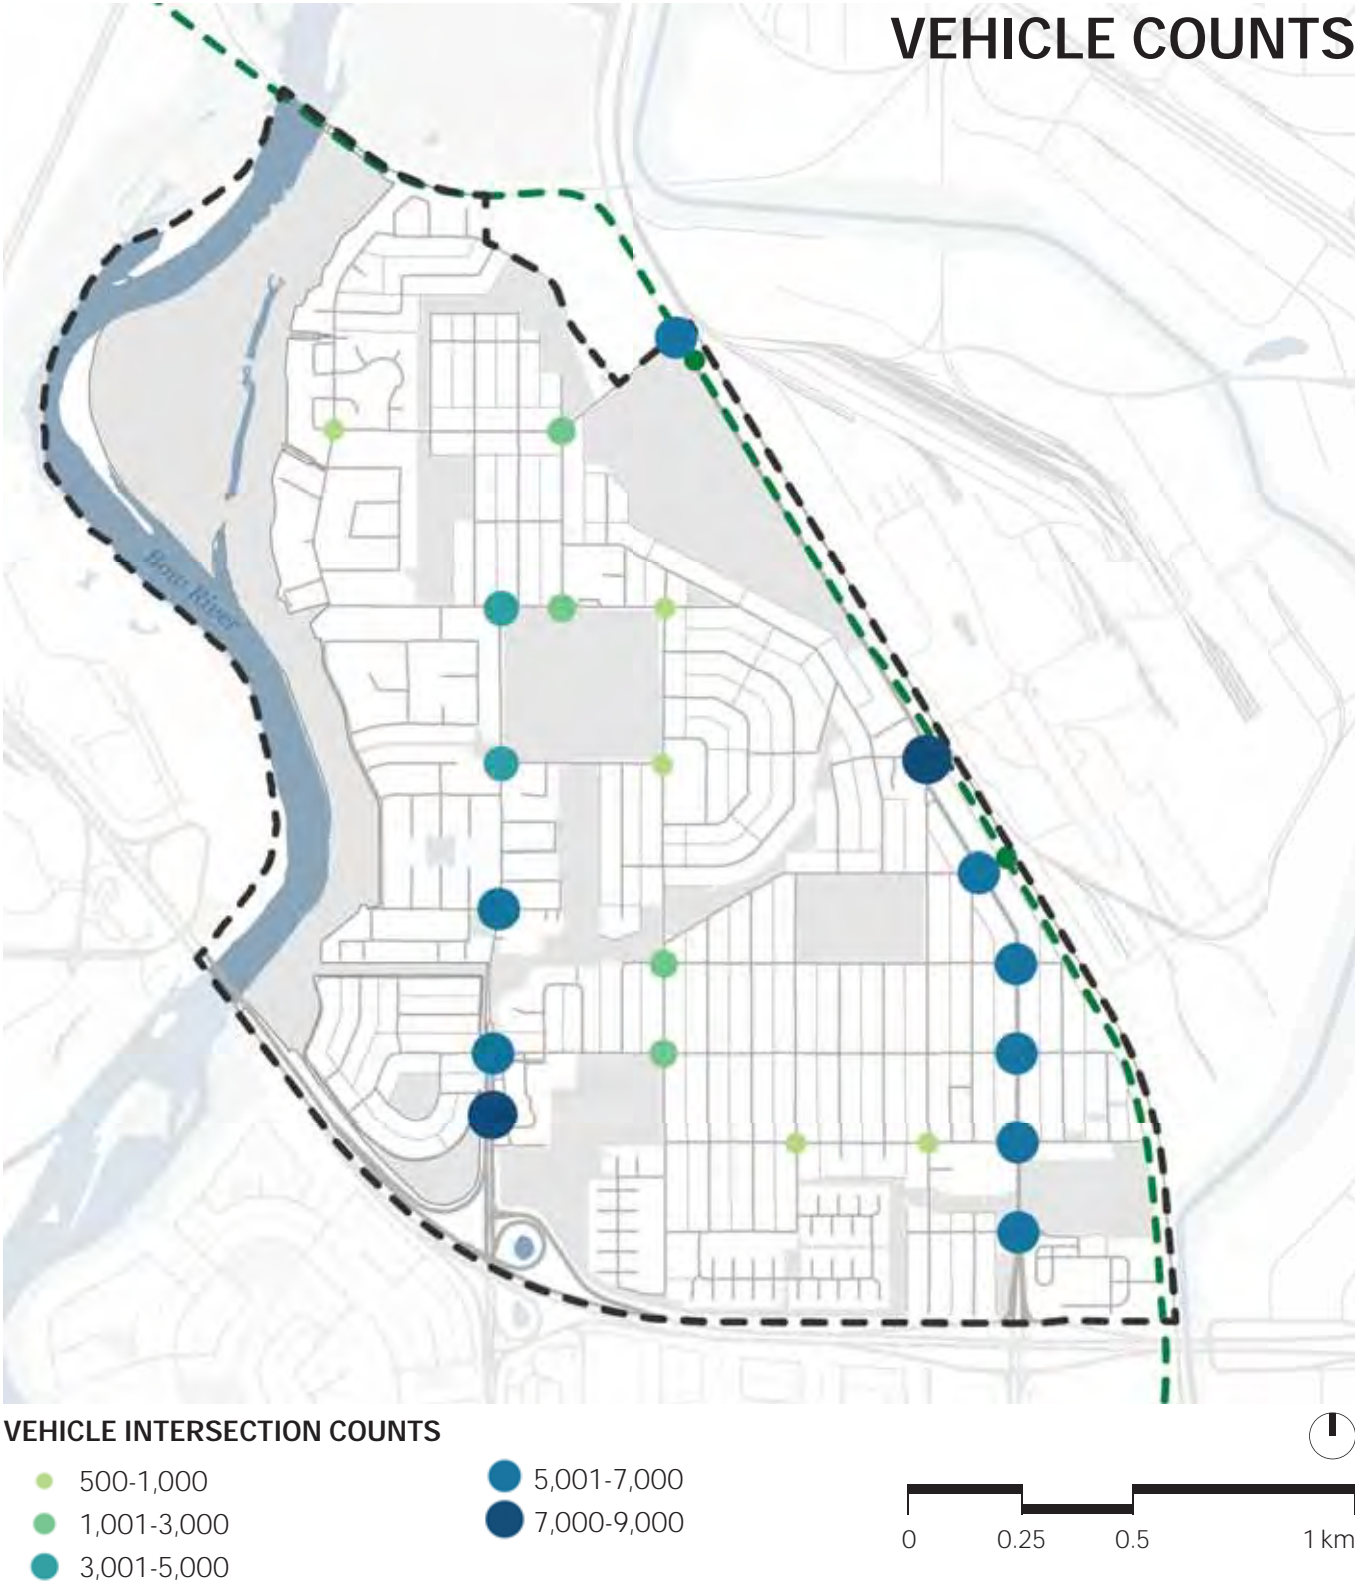 VEHICLE COUNTS
Bow River
VEHICLE INTERSECTION COUNTS
500-1,000
1,001-3,000
3,001-5,000
5,001-7,000
7,000-9,000
0 0.25 0.5 1 km